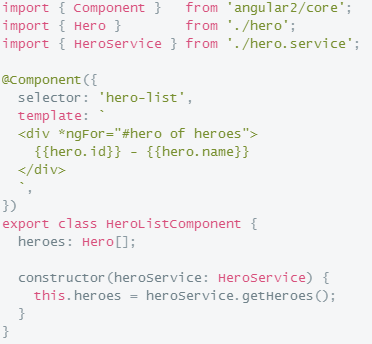 import { Component }   from 'angular2/core';
import { Hero }        from './hero';
import { HeroService } from './hero.service';

@Component({
  selector: 'hero-list',
  template: `
  <div *ngFor="#hero of heroes">
    {{hero.id}} - {{hero.name}}
  </div>
  `,
})
export class HeroListComponent {
  heroes: Hero[];

  constructor(heroService: HeroService) {
    this.heroes = heroService.getHeroes();
  }
}